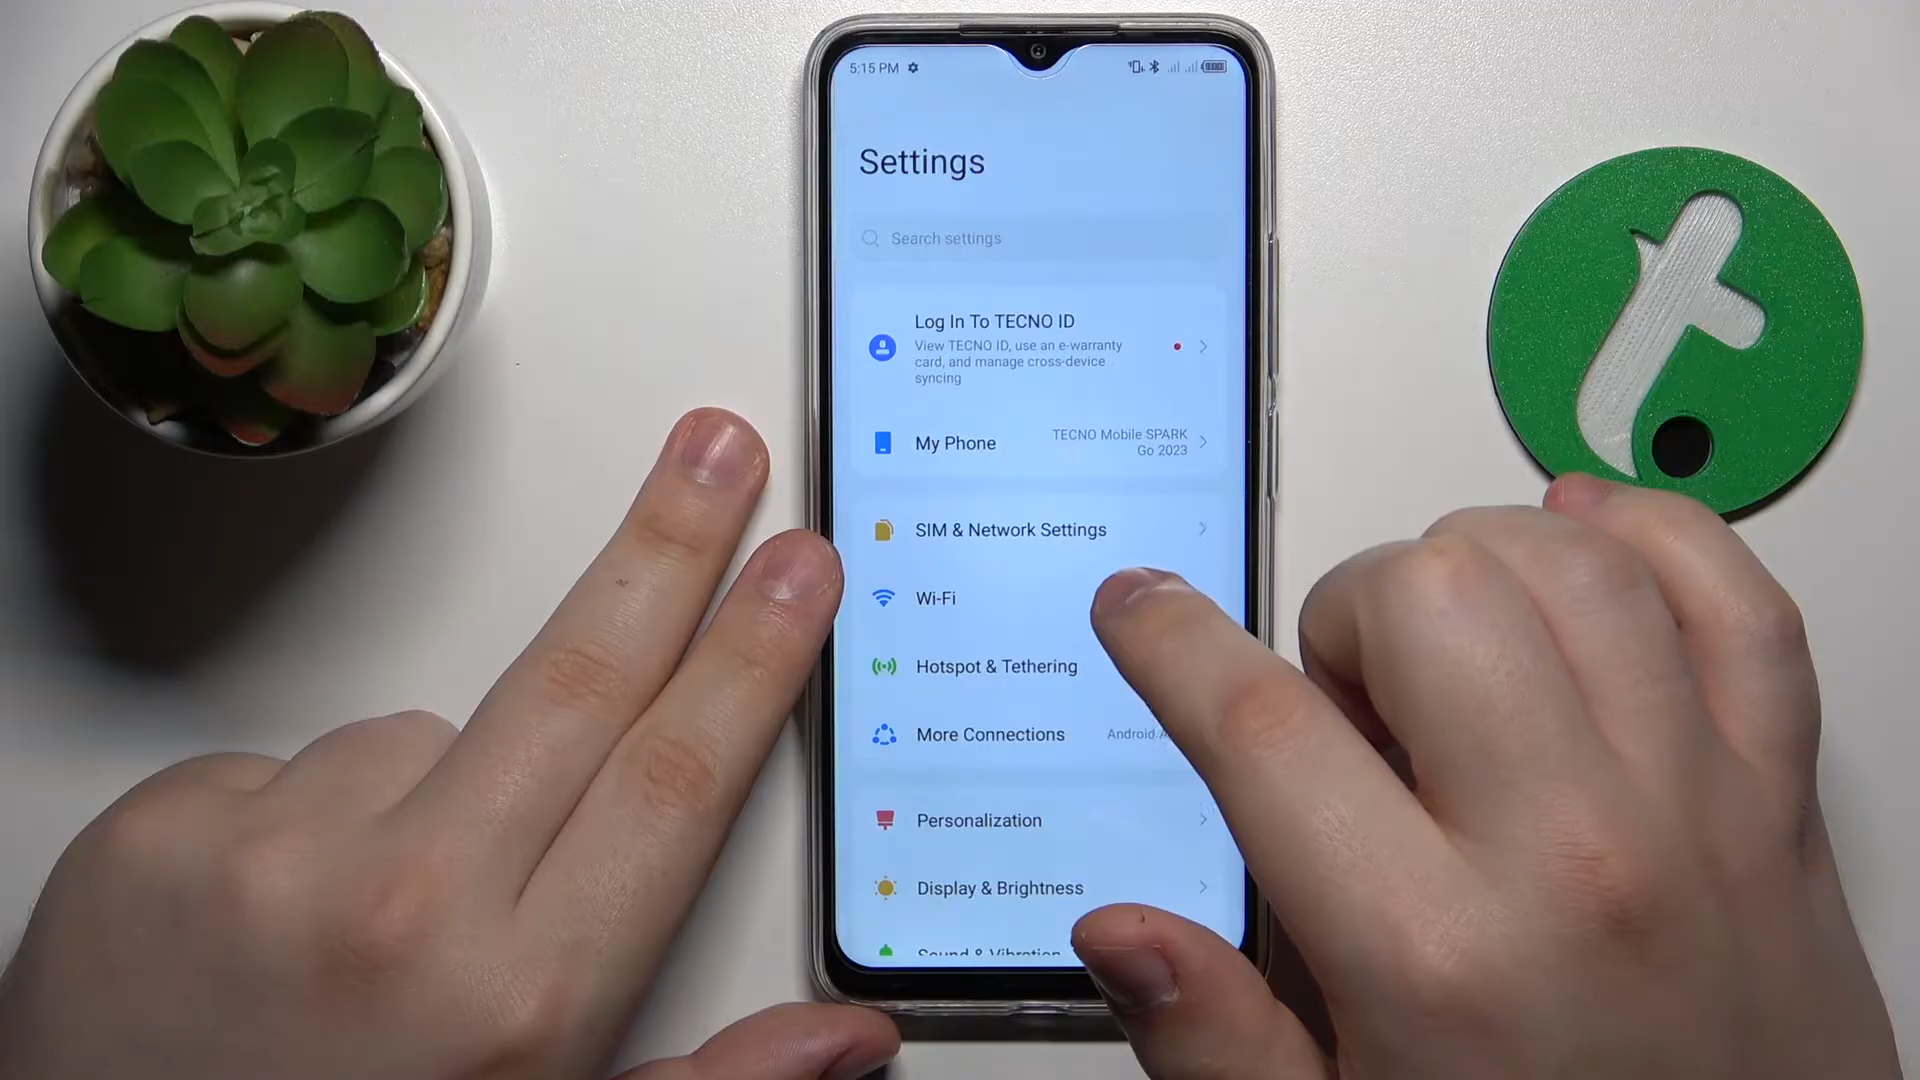 5:15 PM
Settings
Search settings
Log In To TECNO ID
View TECNO ID, use an e-warranty
card, and manage cross-device
syncing
My Phone
TECNO Mobile SPARK
Go 2023
SIM & Network Settings
Wi-Fi
Hotspot & Tethering
More Connections
Android
Personalization
Display & Brightness
Sound & Vibration